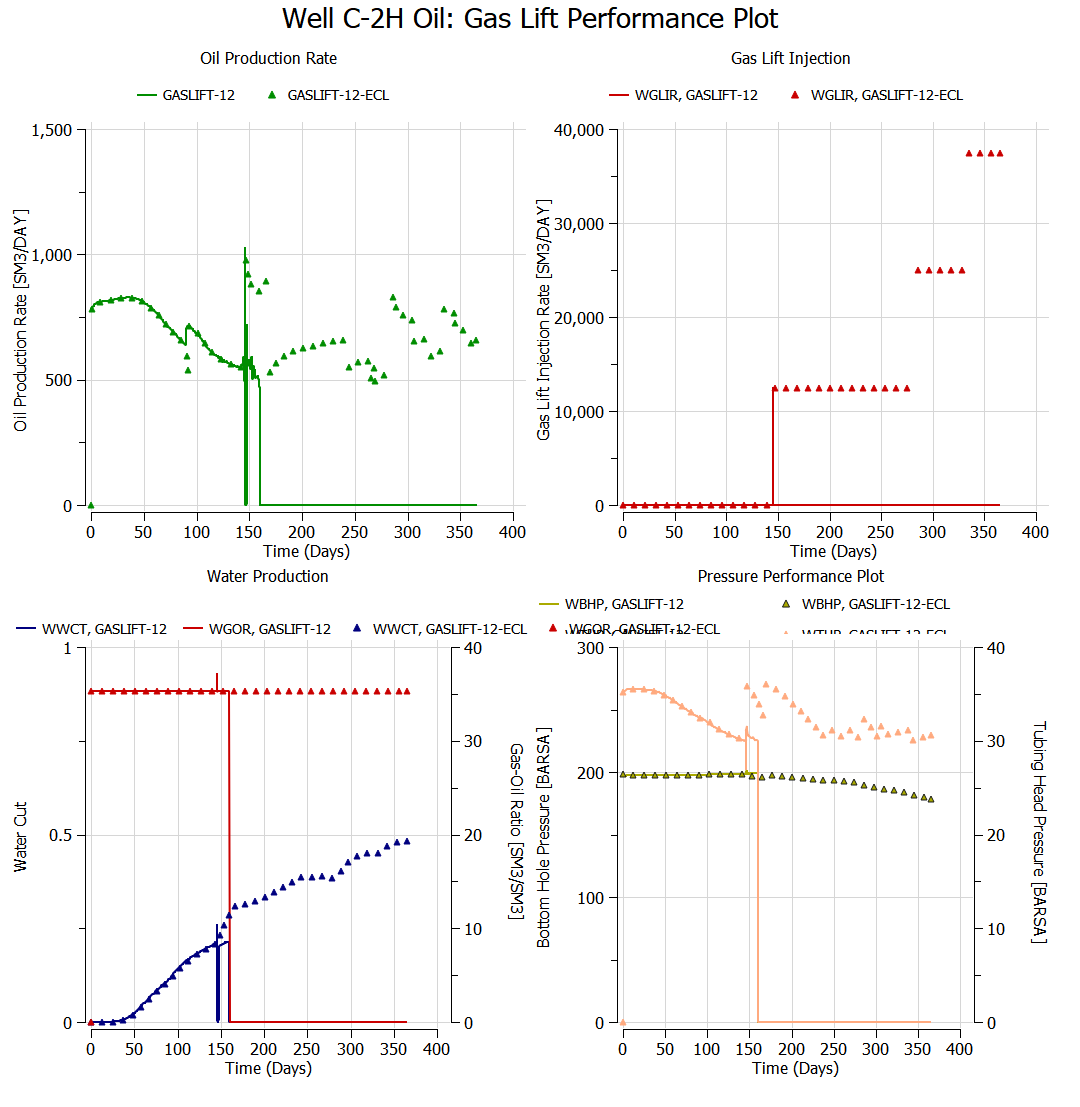 Well C-2H Oil: Gas Lift Performance Plot
Oil Production Rate
GASLIFT-12 GASLIFT-12-ECL
1,500
1,000
500
0
Oil Production Rate [SM3/DAY]
0 50 100 150 200 250 300 350 400
Time (Days)
Gas Lift Injection
WGLIR, GASLIFT-12 WGLIR, GASLIFT-12-ECL
40,000
30,000
20,000
10,000
0
Gas Lift Injection Rate [SM3/DAY]
0 50 100 150 200 250 300 350 400
Time (Days)
Water Production
WWCT, GASLIFT-12 WGOR, GASLIFT-12 WWCT, GASLIFT-12-ECL WGOR, GASLIFT-12-ECL
1
0.5
0
Water Cut
40
30
20
10
0
Gas-Oil Ratio [SM3/SM3]
0 50 100 150 200 250 300 350 400
Time (Days)
Pressure Performance Plot
WBHP, GASLIFT-12 WBHP, GASLIFT-12-ECL
300
200
100
0
Bottom Hole Pressure [BARSA]
40
30
20
10
0
Tubing Head Pressure [BARSA]
0 50 100 150 200 250 300 350 400
Time (Days)